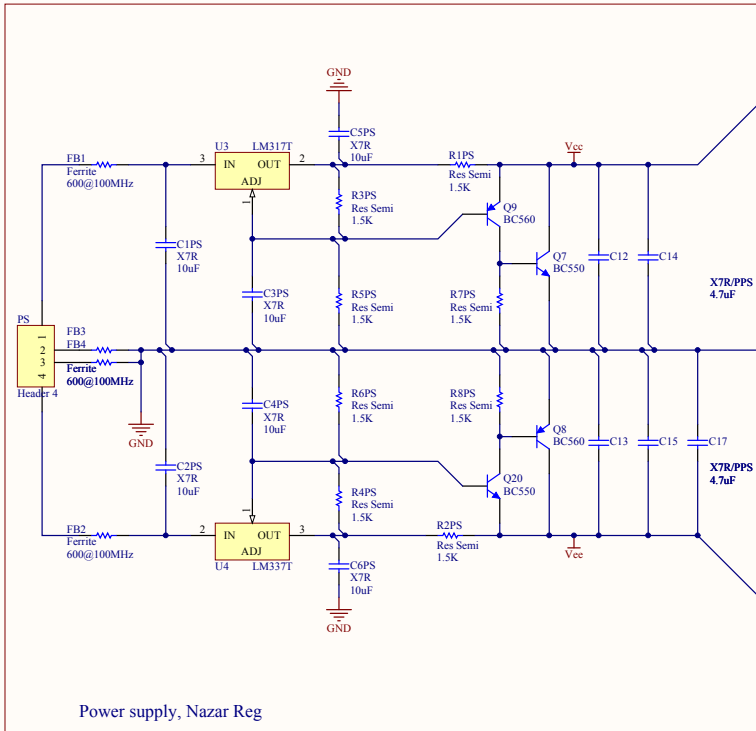 GND
C5PS
X7R
10uF
U3 LM317T
FB1
Ferrite
600@100MHz
3 IN OUT 2
ADJ
1
R1PS
Res Semi
1.5K
Vcc
R3PS
Res Semi
1.5K
Q9
BC560
C1PS
X7R
10uF
Q7
BC550
C12
C14
C3PS
X7R
10uF
R5PS
Res Semi
1.5K
R7PS
Res Semi
1.5K
X7R/PPS
4.7uF
PS
1
2
3
4
Header 4
FB3
FB4
Ferrite
600@100MHz
GND
C4PS
X7R
10uF
R6PS
Res Semi
1.5K
R8PS
Res Semi
1.5K
Q8
BC560
C13
C15
C17
C2PS
X7R
10uF
Q20
BC550
X7R/PPS
4.7uF
R4PS
Res Semi
1.5K
1
FB2
Ferrite
600@100MHz
2 IN OUT 3
ADJ
U4 LM337T
R2PS
Res Semi
1.5K
Vee
C6PS
X7R
10uF
GND
Power supply, Nazar Reg